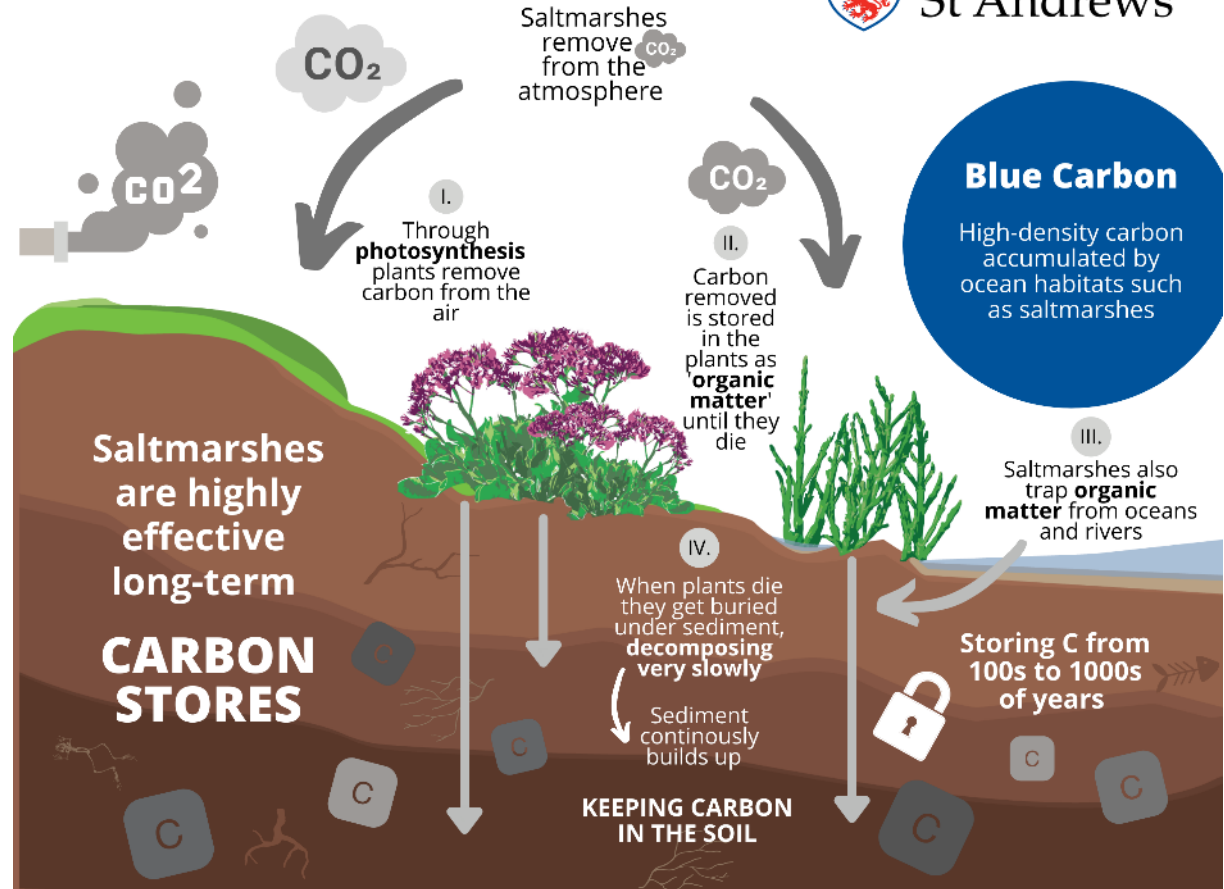 St Andrews
Saltmarshes
remove CO₂
from the
atmosphere
CO₂
CO²
CO₂
I.
Through
photosynthesis
plants remove
carbon from the
air
II.
Carbon
removed
is stored
in the
plants as
'organic
matter'
until they
die
Blue Carbon
High-density carbon
accumulated by
ocean habitats such
as saltmarshes
III.
Saltmarshes also
trap organic
matter from oceans
and rivers
Saltmarshes
are highly
effective
long-term
CARBON
STORES
IV.
When plants die
they get buried
under sediment,
decomposing
very slowly
Sediment
continously
builds up
Storing C from
100s to 1000s
of years
KEEPING CARBON
IN THE SOIL
C
C
C
C
C
C
C